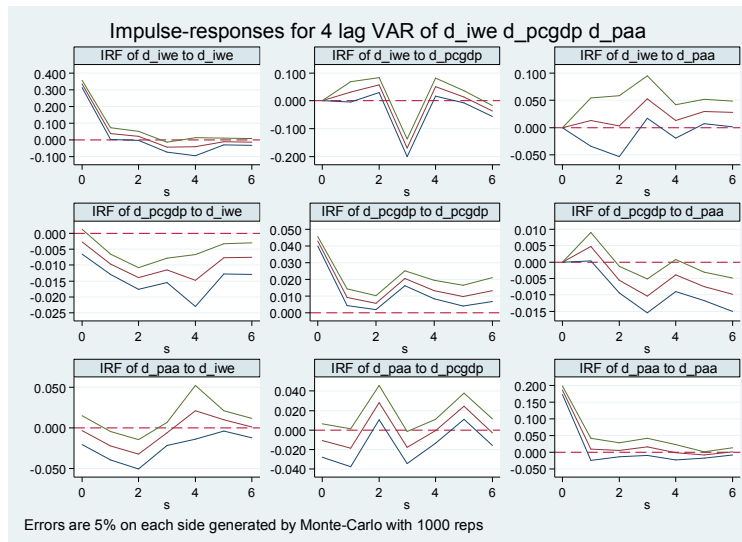 Impulse-responses for 4 lag VAR of d_iwe d_pcgdp d_paa
IRF of d_iwe to d_iwe
0.400
0.300
0.200
0.100
0.000
-0.100
0 2 4 6
s
IRF of d_iwe to d_pcgdp
0.100
0.000
-0.100
-0.200
0 2 4 6
s
IRF of d_iwe to d_paa
0.100
0.050
0.000
-0.050
0 2 4 6
s
IRF of d_pcgdp to d_iwe
0.000
-0.005
-0.010
-0.015
-0.020
-0.025
0 2 4 6
s
IRF of d_pcgdp to d_pcgdp
0.050
0.040
0.030
0.020
0.010
0.000
0 2 4 6
s
IRF of d_pcgdp to d_paa
0.010
0.005
0.000
-0.005
-0.010
-0.015
0 2 4 6
s
IRF of d_paa to d_iwe
0.050
0.000
-0.050
0 2 4 6
s
IRF of d_paa to d_pcgdp
0.040
0.020
0.000
-0.020
-0.040
0 2 4 6
s
IRF of d_paa to d_paa
0.200
0.150
0.100
0.050
0.000
-0.050
0 2 4 6
s
Errors are 5% on each side generated by Monte-Carlo with 1000 reps